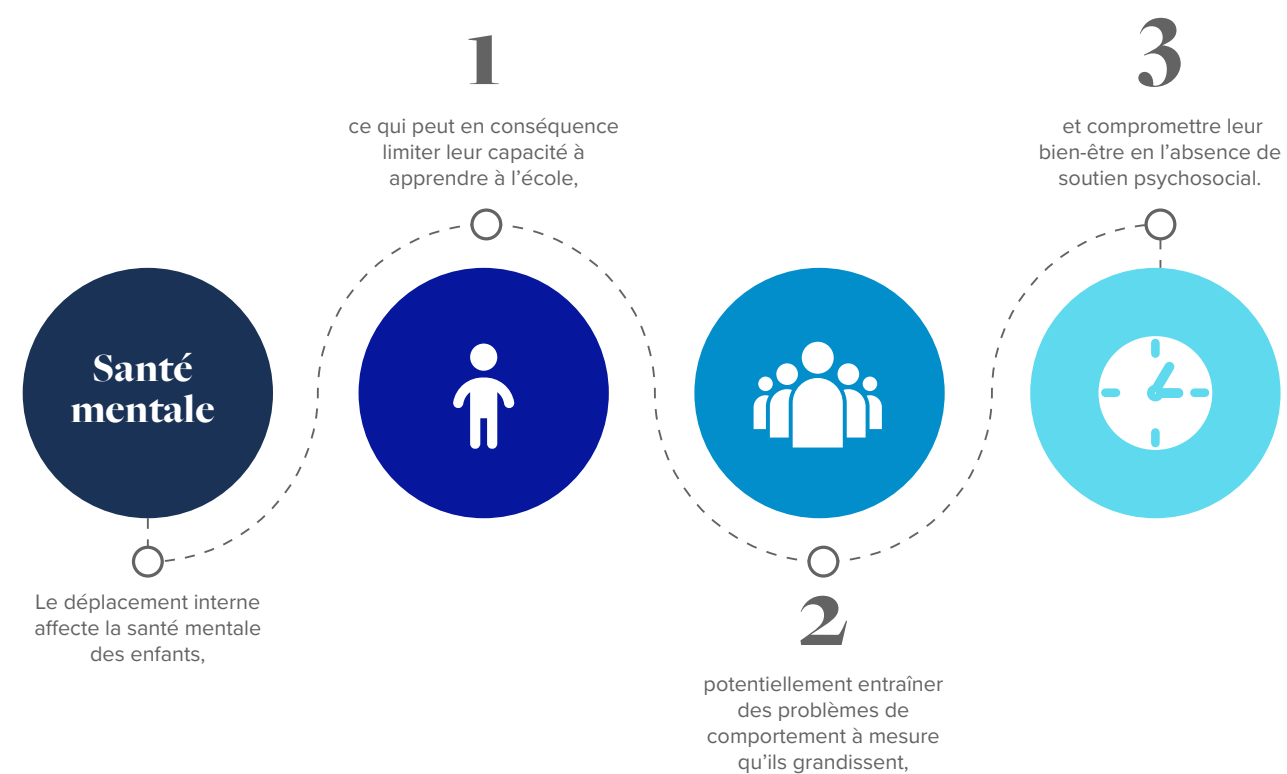 Santé
mentale
Le déplacement interne
affecte la santé mentale
des enfants,
1
ce qui peut en conséquence
limiter leur capacité à
apprendre à l’école,
2
potentiellement entraîner
des problèmes de
comportement à mesure
qu’ils grandissent,
3
et compromettre leur
bien-être en l’absence de
soutien psychosocial.